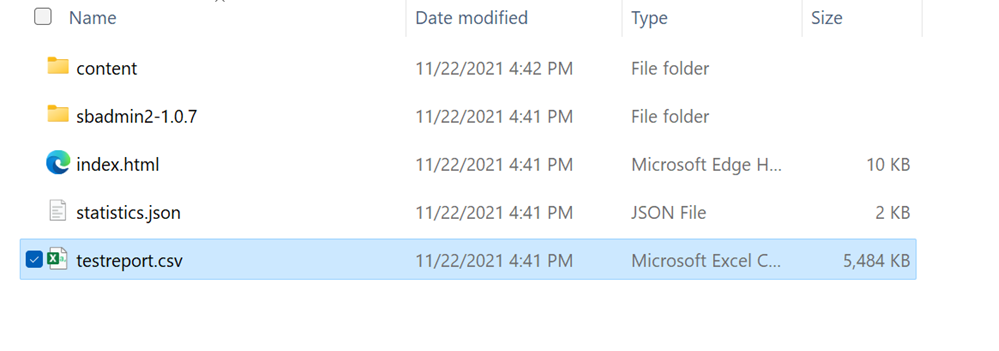 Name Date modified Type Size
content 11/22/2021 4:42 PM File folder
sbadmin2-1.0.7 11/22/2021 4:41 PM File folder
index.html 11/22/2021 4:41 PM Microsoft Edge H... 10 KB
statistics.json 11/22/2021 4:41 PM JSON File 2 KB
testreport.csv 11/22/2021 4:41 PM Microsoft Excel C... 5,484 KB